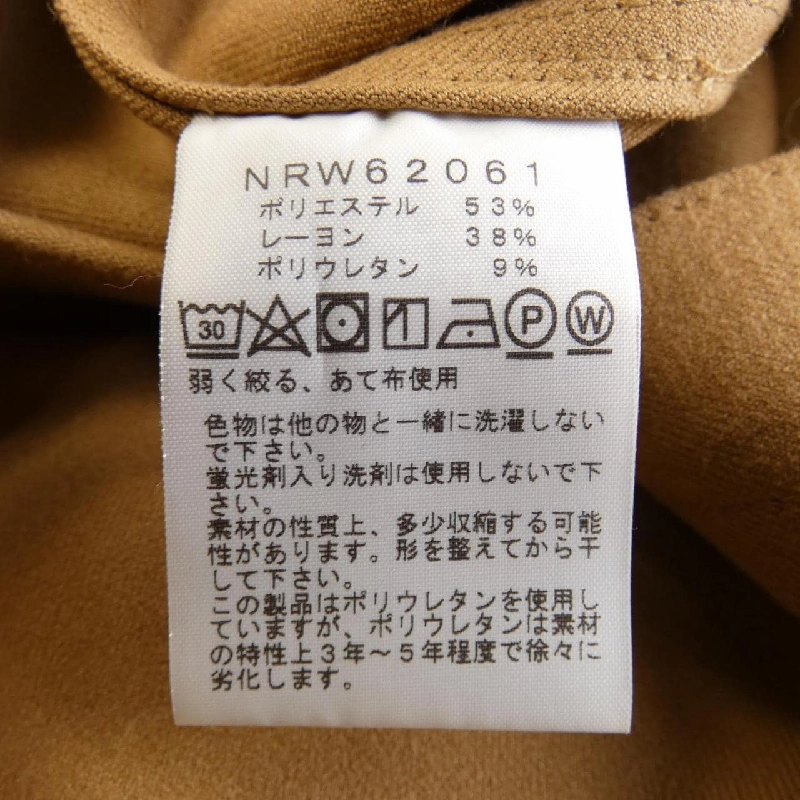 NRW62061
ポリエステル 53%
レーヨン 38%
ポリウレタン 9%
30 P W
弱く絞る、あて布使用
色物は他の物と一緒に洗濯しない
で下さい。
蛍光剤入り洗剤は使用しないで下
さい。
素材の性質上、多少収縮する可能
性があります。形を整えてから干
して下さい。
この製品はポリウレタンを使用し
ていますが、ポリウレタンは素材
の特性上3年～5年程度で徐々に
劣化します。